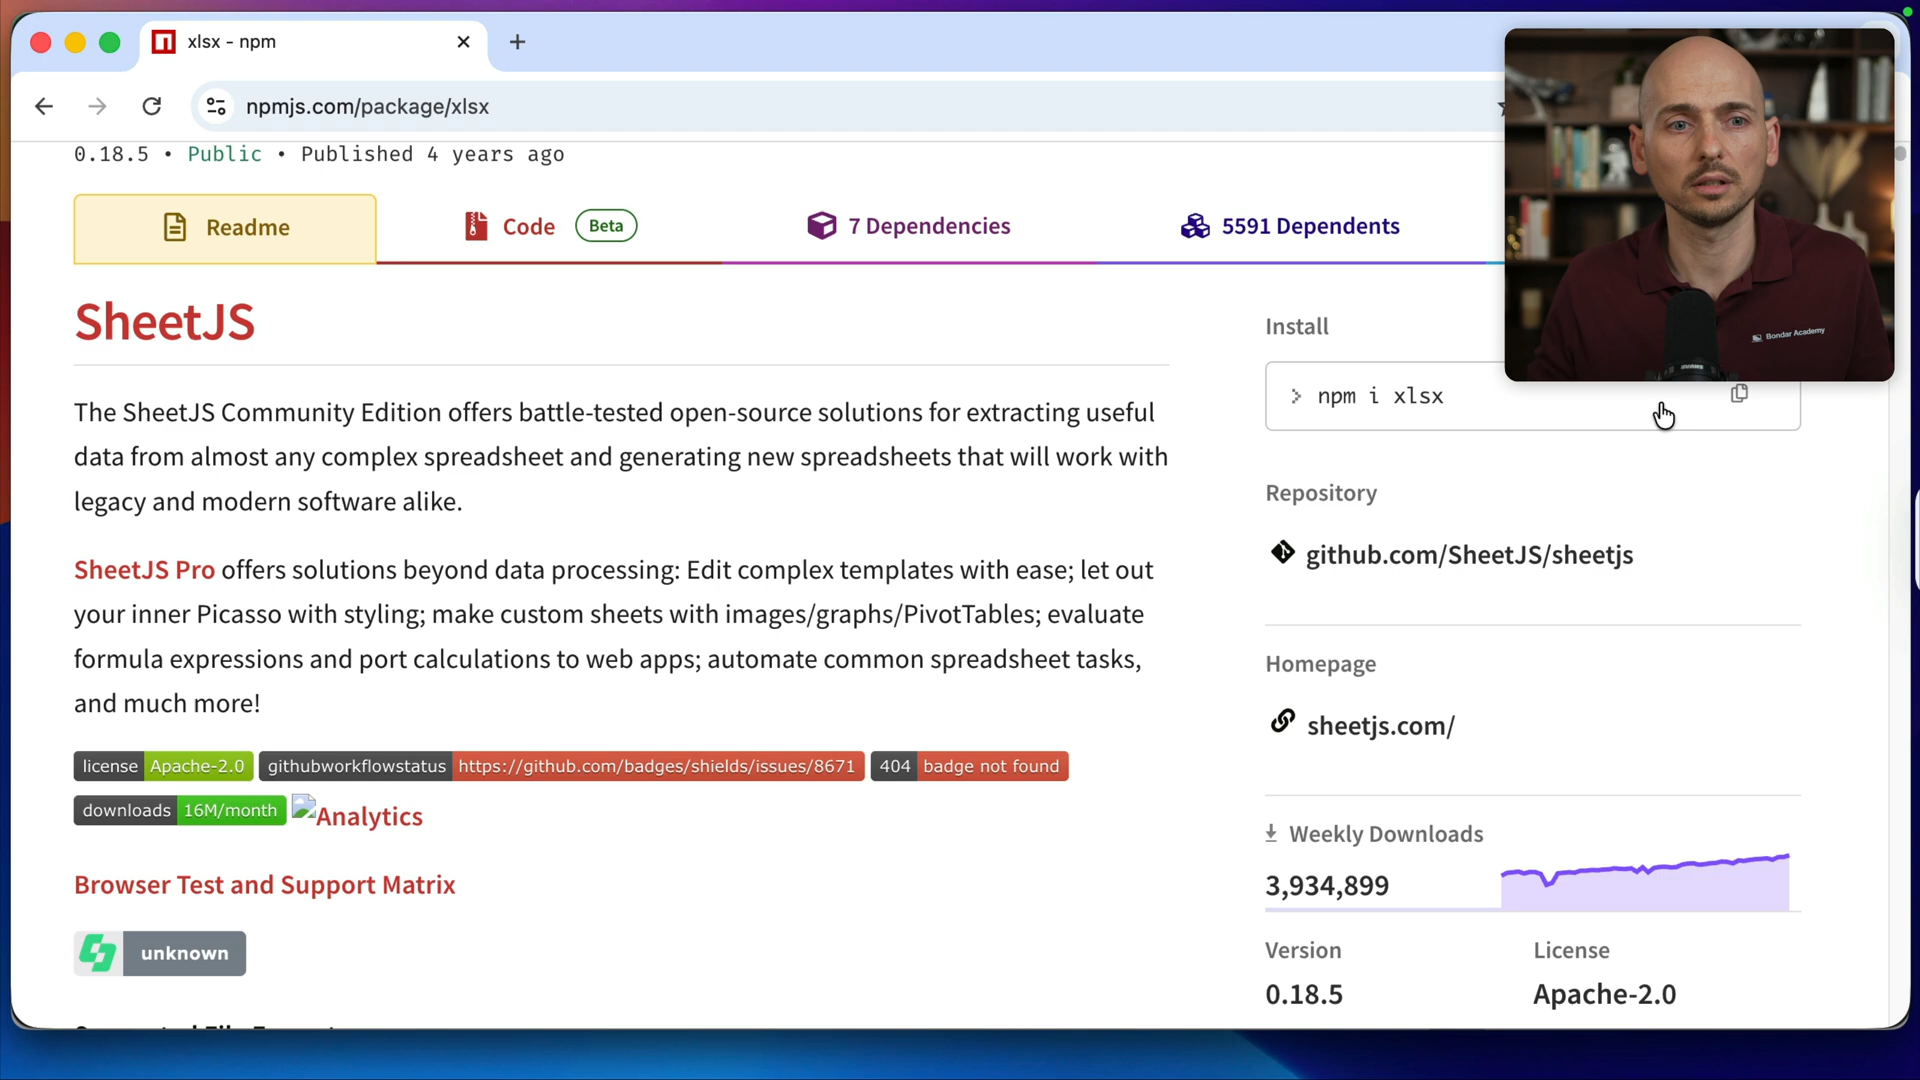 xlsx - npm
npmjs.com/package/xlsx
0.18.5 • Public • Published 4 years ago
Readme
Code Beta
7 Dependencies
5591 Dependents
SheetJS
The SheetJS Community Edition offers battle-tested open-source solutions for extracting useful
data from almost any complex spreadsheet and generating new spreadsheets that will work with
legacy and modern software alike.
SheetJS Pro offers solutions beyond data processing: Edit complex templates with ease; let out
your inner Picasso with styling; make custom sheets with images/graphs/PivotTables; evaluate
formula expressions and port calculations to web apps; automate common spreadsheet tasks,
and much more!
license Apache-2.0 githubworkflowstatus https://github.com/badges/shields/issues/8671 404 badge not found
downloads 16M/month Analytics
Browser Test and Support Matrix
unknown
Install
> npm i xlsx
Repository
github.com/SheetJS/sheetjs
Homepage
sheetjs.com/
Weekly Downloads
3,934,899
Version License
0.18.5 Apache-2.0
Bondar Academy